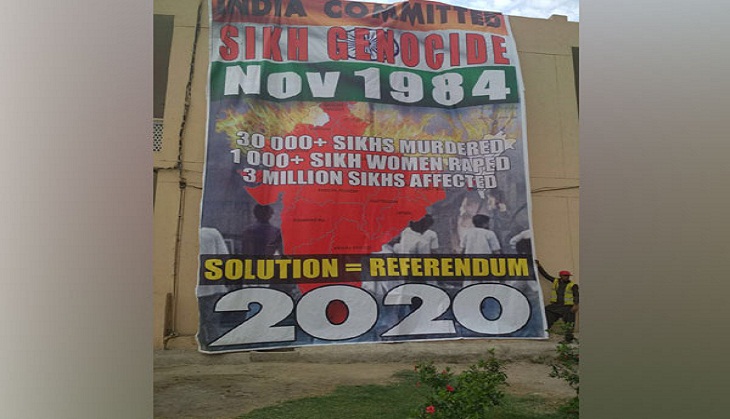 INDIA COMMITTED
SIKH GENOCIDE
NOV 1984
30 000+ SIKHS MURDERED
1 000+ SIKH WOMEN RAPED
3 MILLION SIKHS AFFECTED
SOLUTION = REFERENDUM
2020